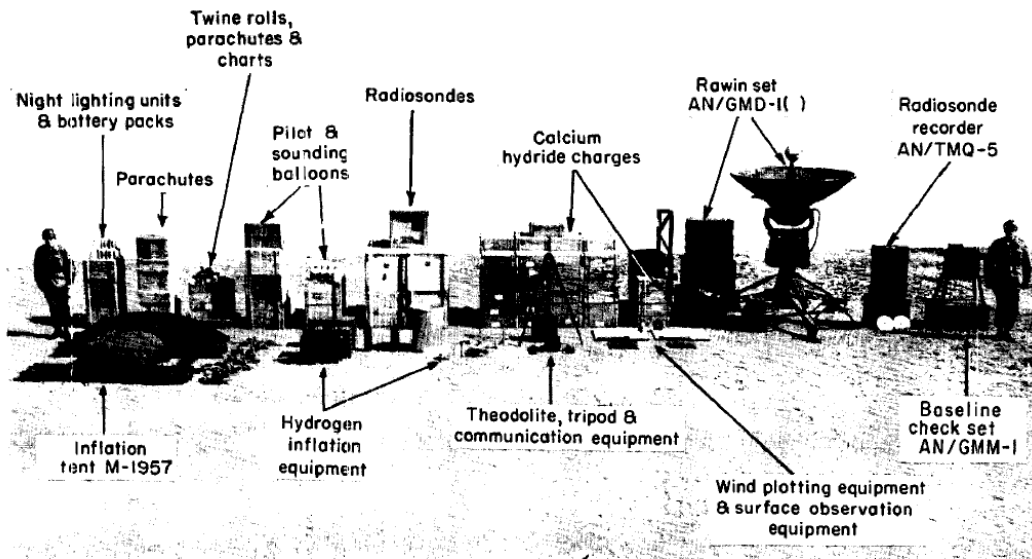 Twine rolls,
parachutes &
charts
Night lighting units
& battery packs
Parachutes
Pilot &
sounding
balloons
Radiosondes
Calcium
hydride charges
Rawin set
AN/GMD-1( )
Radiosonde
recorder
AN/TMQ-5
Inflation
tent M-1957
Hydrogen
inflation
equipment
Theodolite, tripod &
communication equipment
Wind plotting equipment
& surface observation
equipment
Baseline
check set
AN/GMM-1